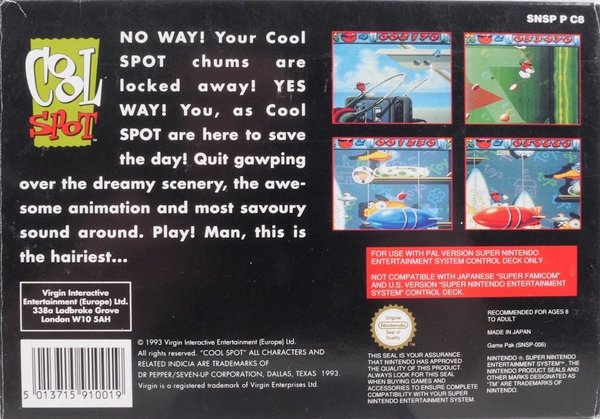 SNSP P C8
COOL
SPOT
NO WAY! Your Cool
SPOT chums are
locked away! YES
WAY! You, as Cool
SPOT are here to save
the day! Quit gawping
over the dreamy scenery, the awe-
some animation and most savoury
sound around. Play! Man, this is
the hairiest...
FOR USE WITH PAL VERSION SUPER NINTENDO
ENTERTAINMENT SYSTEM CONTROL DECK ONLY.
NOT COMPATIBLE WITH JAPANESE "SUPER FAMICOM"
AND U.S. VERSION "SUPER NINTENDO ENTERTAINMENT
SYSTEM" CONTROL DECK.
Virgin Interactive
Entertainment (Europe) Ltd.
338a Ladbroke Grove
London W10 5AH
© 1993 Virgin Interactive Entertainment (Europe) Ltd.
All rights reserved. "COOL SPOT" ALL CHARACTERS AND
RELATED INDICIA ARE TRADEMARKS OF
DR PEPPER/SEVEN-UP CORPORATION, DALLAS, TEXAS 1993.
Virgin is a registered trademark of Virgin Enterprises Ltd.
5 013715 910019
Original
Nintendo
Seal of Quality
THIS SEAL IS YOUR ASSURANCE
THAT NINTENDO HAS APPROVED
THE QUALITY OF THIS PRODUCT.
ALWAYS LOOK FOR THIS SEAL
WHEN BUYING GAMES AND
ACCESSORIES TO ENSURE COMPLETE
COMPATIBILITY WITH YOUR SUPER
NINTENDO ENTERTAINMENT SYSTEM.
RECOMMENDED FOR AGES 8
TO ADULT
MADE IN JAPAN
Game Pak (SNSP-006)
NINTENDO ®, SUPER NINTENDO
ENTERTAINMENT SYSTEM™, THE
NINTENDO PRODUCT SEALS AND
OTHER MARKS DESIGNATED AS
"TM" ARE TRADEMARKS OF
NINTENDO.